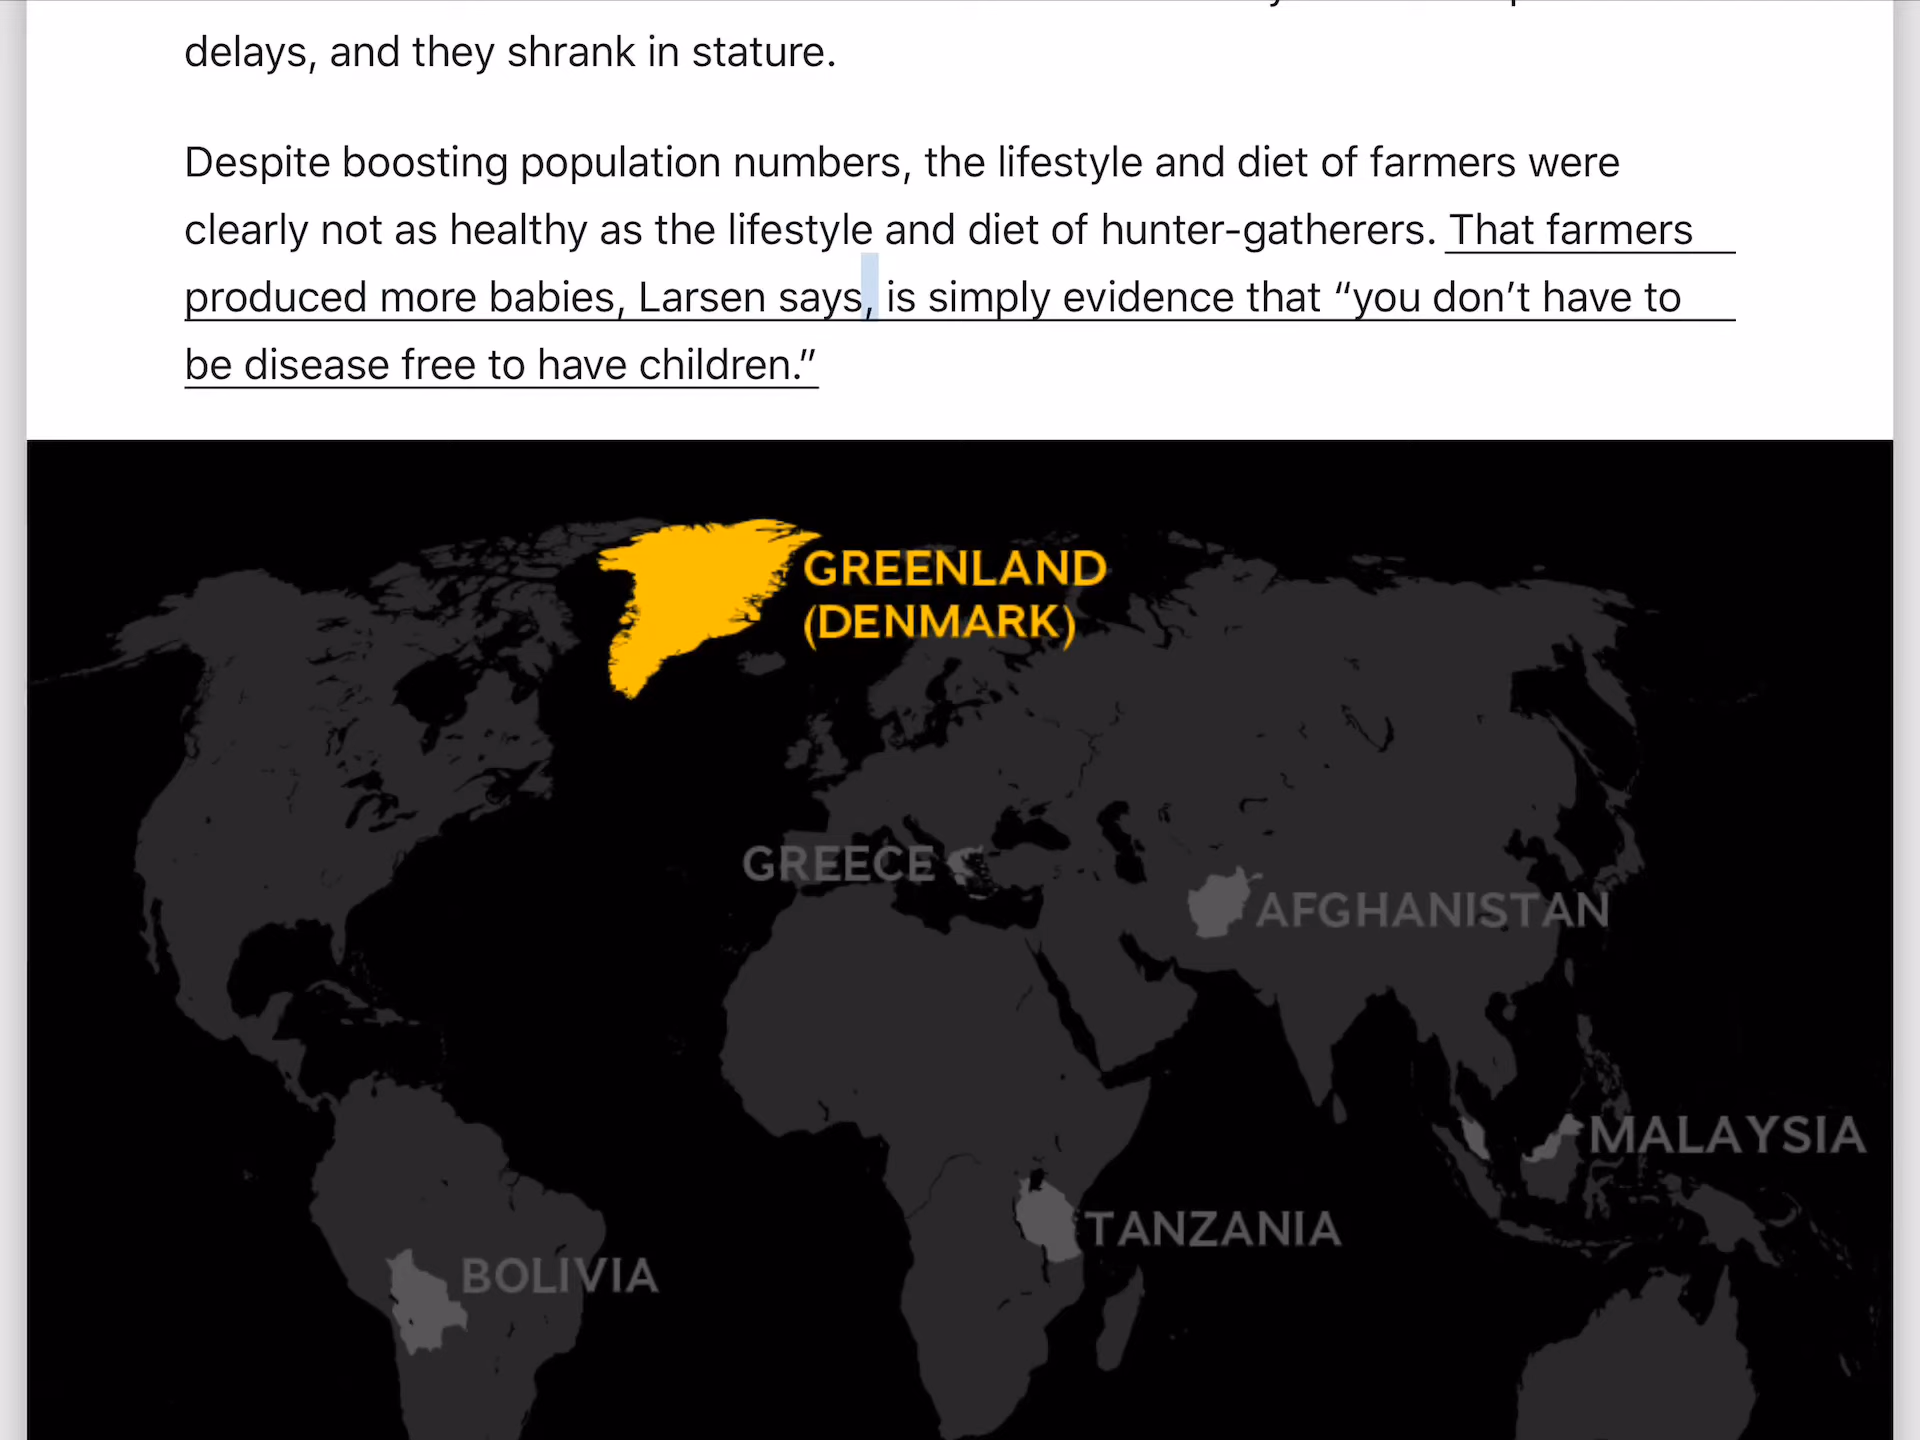 delays, and they shrank in stature.
Despite boosting population numbers, the lifestyle and diet of farmers were
clearly not as healthy as the lifestyle and diet of hunter-gatherers. That farmers
produced more babies, Larsen says, is simply evidence that “you don’t have to
be disease free to have children.”
GREENLAND
(DENMARK)
GREECE
AFGHANISTAN
MALAYSIA
TANZANIA
BOLIVIA